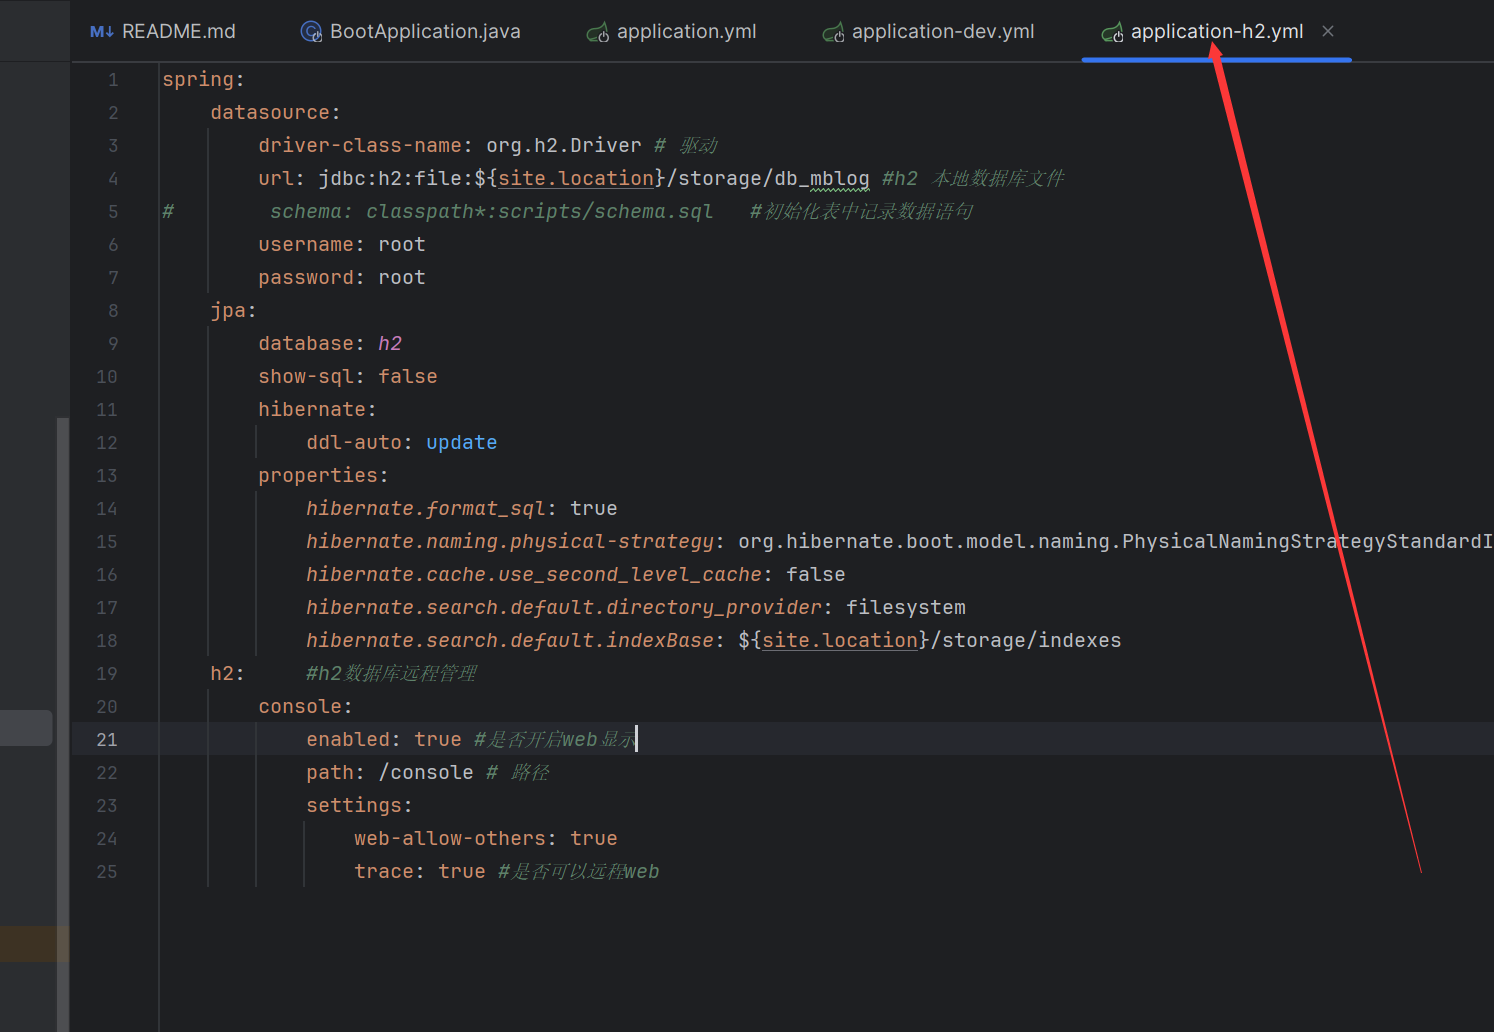 M↓ README.md BootApplication.java application.yml application-dev.yml application-h2.yml
1 spring:
2 datasource:
3 driver-class-name: org.h2.Driver # 驱动
4 url: jdbc:h2:file:${site.location}/storage/db_mblog #h2 本地数据库文件
5 # schema: classpath*:scripts/schema.sql #初始化表中记录数据语句
6 username: root
7 password: root
8 jpa:
9 database: h2
10 show-sql: false
11 hibernate:
12 ddl-auto: update
13 properties:
14 hibernate.format_sql: true
15 hibernate.naming.physical-strategy: org.hibernate.boot.model.naming.PhysicalNamingStrategyStandardI
16 hibernate.cache.use_second_level_cache: false
17 hibernate.search.default.directory_provider: filesystem
18 hibernate.search.default.indexBase: ${site.location}/storage/indexes
19 h2: #h2数据库远程管理
20 console:
21 enabled: true #是否开启web显示
22 path: /console # 路径
23 settings:
24 web-allow-others: true
25 trace: true #是否可以远程web